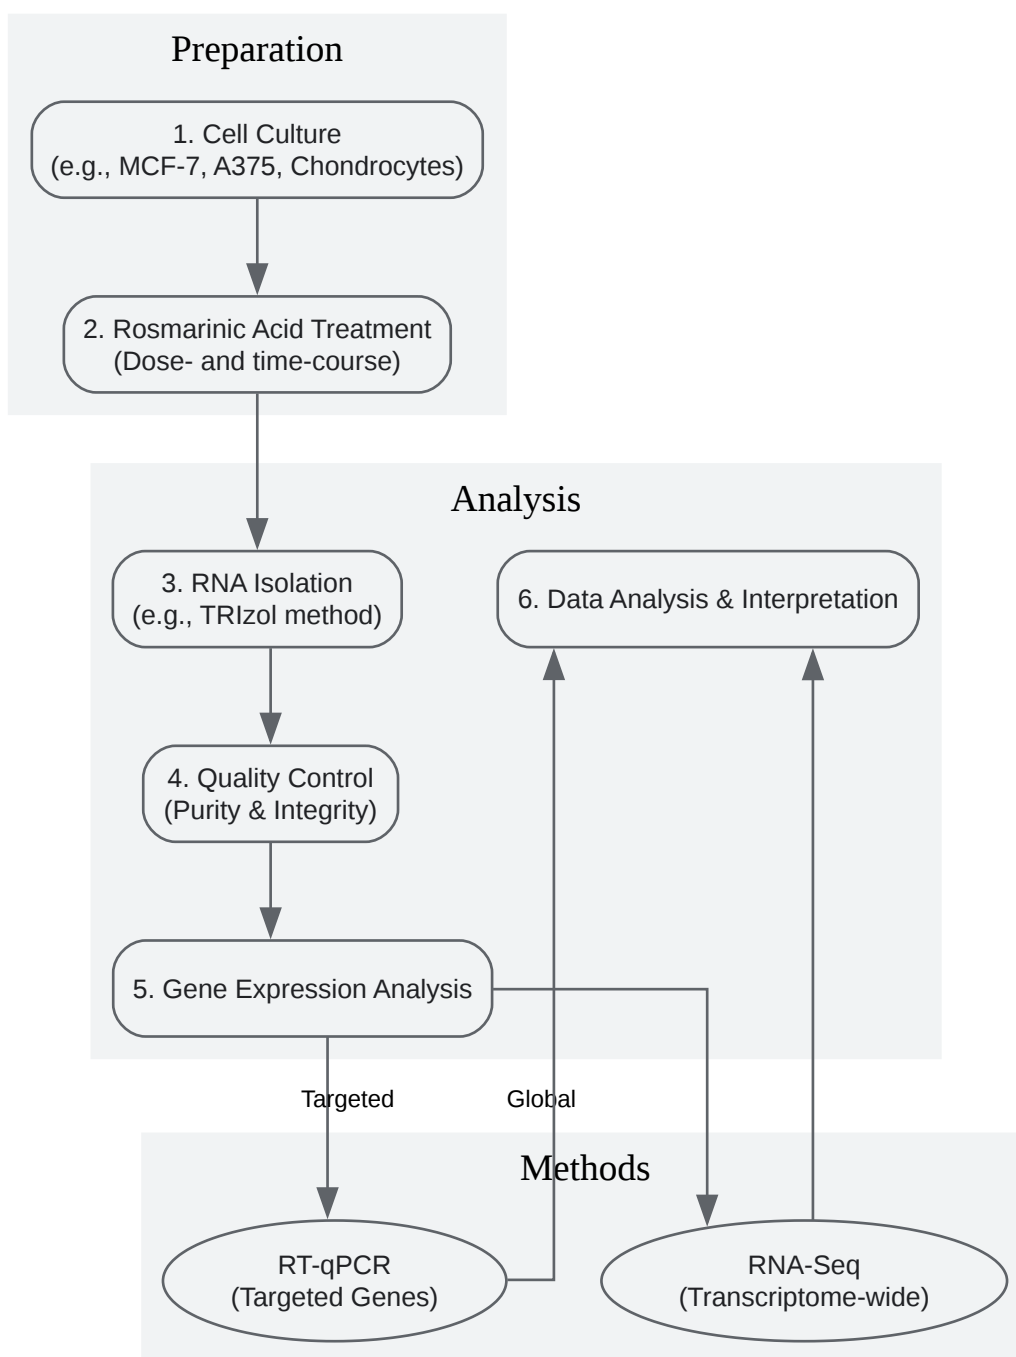 Preparation
1. Cell Culture
(e.g., MCF-7, A375, Chondrocytes)
2. Rosmarinic Acid Treatment
(Dose- and time-course)
Analysis
3. RNA Isolation
(e.g., TRIzol method)
6. Data Analysis & Interpretation
4. Quality Control
(Purity & Integrity)
5. Gene Expression Analysis
Targeted
Global
Methods
RT-qPCR
(Targeted Genes)
RNA-Seq
(Transcriptome-wide)